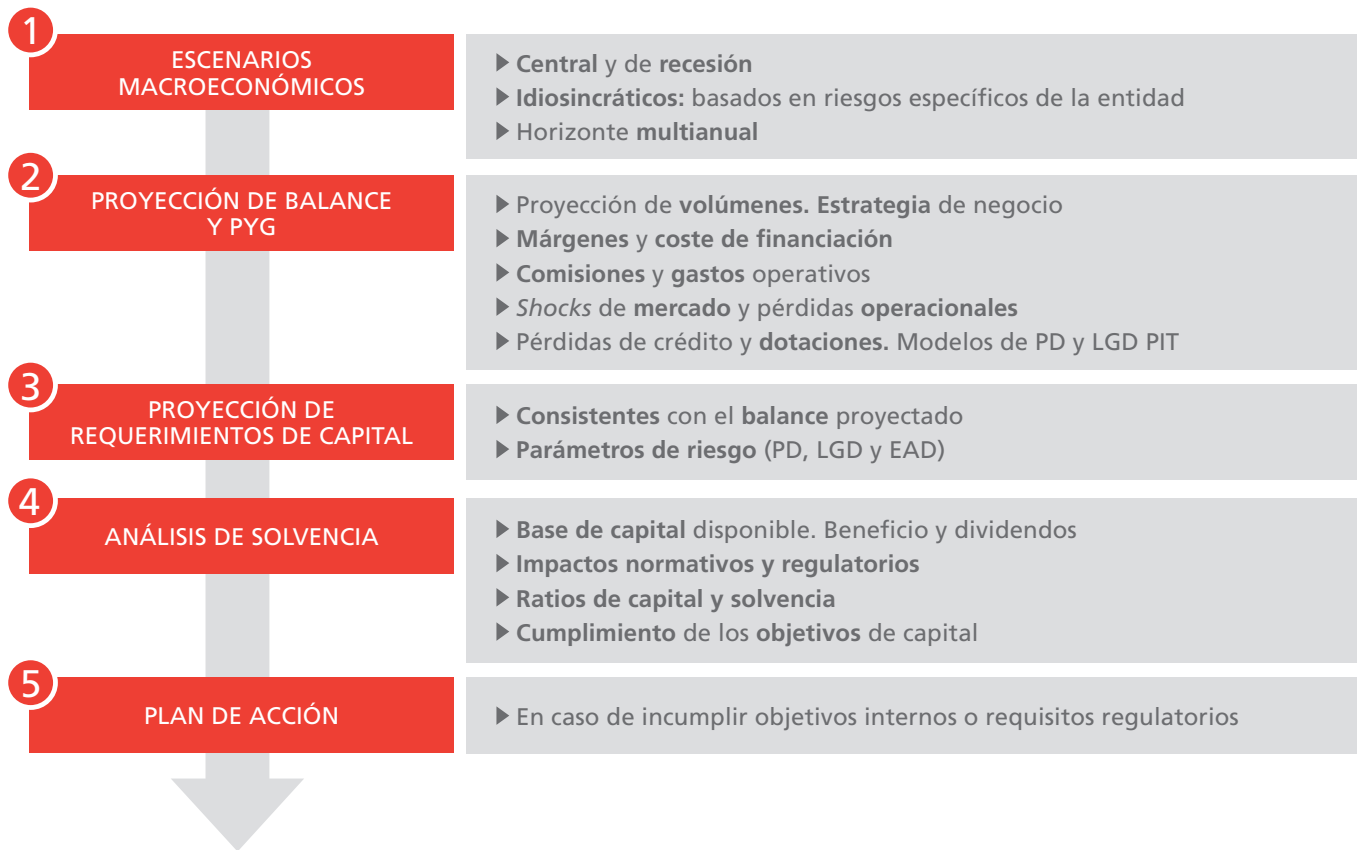 1
ESCENARIOS
MACROECONÓMICOS
▶ Central y de recesión
▶ Idiosincráticos: basados en riesgos específicos de la entidad
▶ Horizonte multianual
2
PROYECCIÓN DE BALANCE
Y PYG
▶ Proyección de volúmenes. Estrategia de negocio
▶ Márgenes y coste de financiación
▶ Comisiones y gastos operativos
▶ Shocks de mercado y pérdidas operacionales
▶ Pérdidas de crédito y dotaciones. Modelos de PD y LGD PIT
3
PROYECCIÓN DE
REQUERIMIENTOS DE CAPITAL
▶ Consistentes con el balance proyectado
▶ Parámetros de riesgo (PD, LGD y EAD)
4
ANÁLISIS DE SOLVENCIA
▶ Base de capital disponible. Beneficio y dividendos
▶ Impactos normativos y regulatorios
▶ Ratios de capital y solvencia
▶ Cumplimiento de los objetivos de capital
5
PLAN DE ACCIÓN
▶ En caso de incumplir objetivos internos o requisitos regulatorios